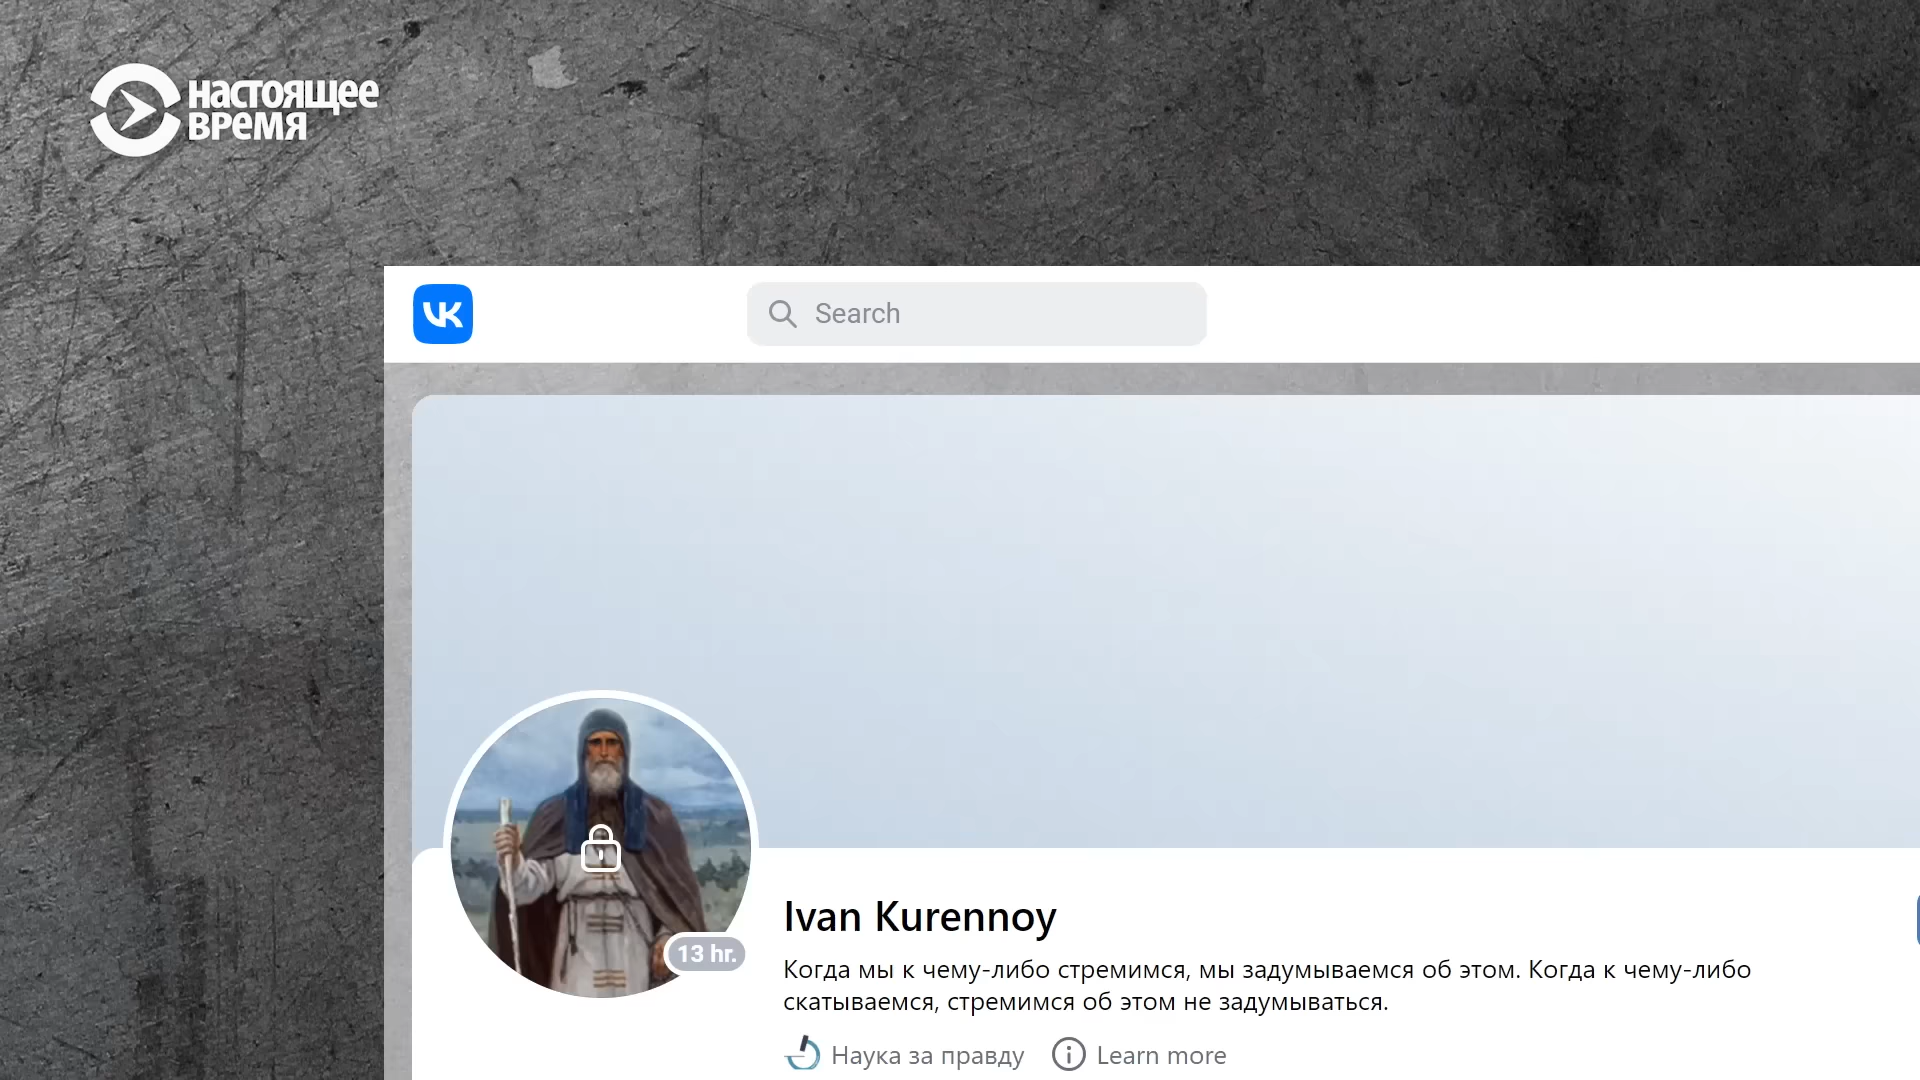 НАСТОЯЩЕЕ
ВРЕМЯ
VK
Search
13 hr.
Ivan Kurennoy
Когда мы к чему-либо стремимся, мы задумываемся об этом. Когда к чему-либо
скатываемся, стремимся об этом не задумываться.
Наука за правду Learn more